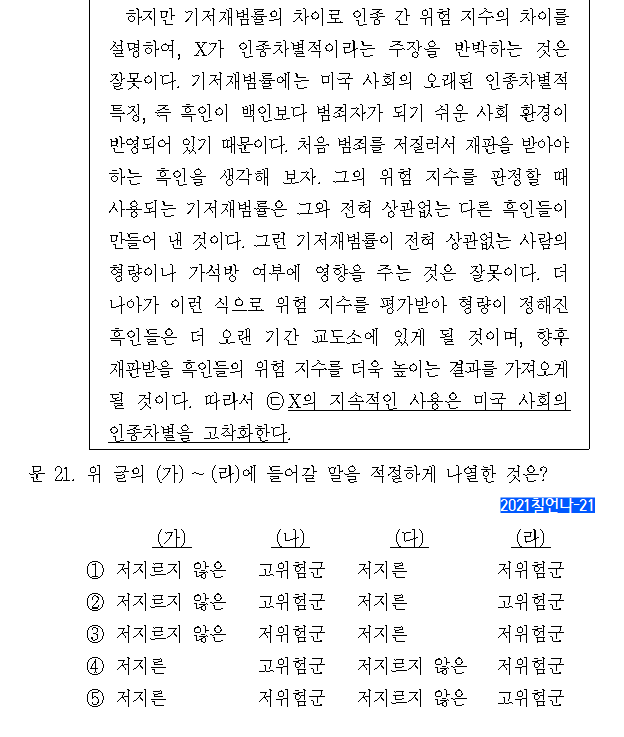 하지만 기저재범률의 차이로 인종 간 위험 지수의 차이를
설명하여, X가 인종차별적이라는 주장을 반박하는 것은
잘못이다. 기저재범률에는 미국 사회의 오래된 인종차별적
특징, 즉 흑인이 백인보다 범죄자가 되기 쉬운 사회 환경이
반영되어 있기 때문이다. 처음 범죄를 저질러서 재판을 받아야
하는 흑인을 생각해 보자. 그의 위험 지수를 판정할 때
사용되는 기저재범률은 그와 전혀 상관없는 다른 흑인들이
만들어 낸 것이다. 그런 기저재범률이 전혀 상관없는 사람의
형량이나 가석방 여부에 영향을 주는 것은 잘못이다. 더
나아가 이런 식으로 위험 지수를 평가받아 형량이 정해진
흑인들은 더 오랜 기간 교도소에 있게 될 것이며, 향후
재판받을 흑인들의 위험 지수를 더욱 높이는 결과를 가져오게
될 것이다. 따라서 ㉢X의 지속적인 사용은 미국 사회의
인종차별을 고착화한다.
문 21. 위 글의 (가) ~ (라)에 들어갈 말을 적절하게 나열한 것은?
2021칠언나-21
(가) (나) (다) (라)
① 저지르지 않은 고위험군 저지른 저위험군
② 저지르지 않은 고위험군 저지른 고위험군
③ 저지르지 않은 저위험군 저지른 저위험군
④ 저지른 고위험군 저지르지 않은 저위험군
⑤ 저지른 저위험군 저지르지 않은 고위험군